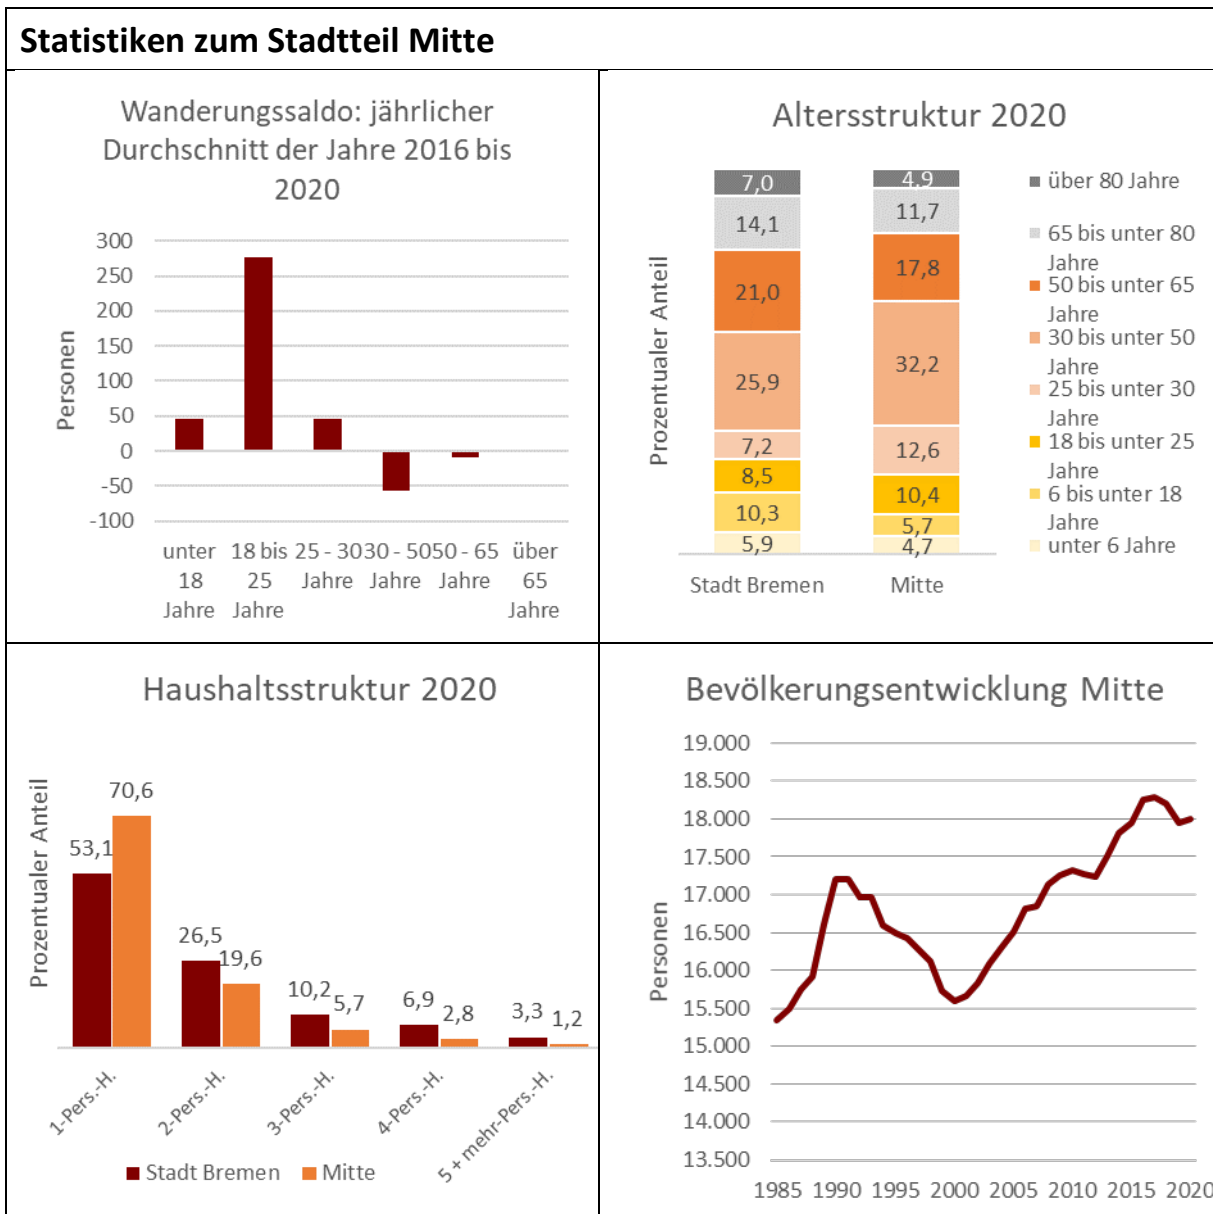 Statistiken zum Stadtteil Mitte
Wanderungssaldo: jährlicher
Durchschnitt der Jahre 2016 bis
2020
Personen
300
250
200
150
100
50
0
-50
-100
unter
18
Jahre
18 bis
25
Jahre
25 - 30
Jahre
30 - 50
Jahre
50 - 65
Jahre
über
65
Jahre
Altersstruktur 2020
Prozentualer Anteil
7,0
14,1
21,0
25,9
7,2
8,5
10,3
5,9
4,9
11,7
17,8
32,2
12,6
10,4
5,7
4,7
Stadt Bremen
Mitte
über 80 Jahre
65 bis unter 80
Jahre
50 bis unter 65
Jahre
30 bis unter 50
Jahre
25 bis unter 30
Jahre
18 bis unter 25
Jahre
6 bis unter 18
Jahre
unter 6 Jahre
Haushaltsstruktur 2020
Prozentualer Anteil
53,1
70,6
26,5
19,6
10,2
5,7
6,9
2,8
3,3
1,2
1-Pers.-H.
2-Pers.-H.
3-Pers.-H.
4-Pers.-H.
5 + mehr-Pers.-H.
Stadt Bremen
Mitte
Bevölkerungsentwicklung Mitte
Personen
19.000
18.500
18.000
17.500
17.000
16.500
16.000
15.500
15.000
14.500
14.000
13.500
1985 1990 1995 2000 2005 2010 2015 2020